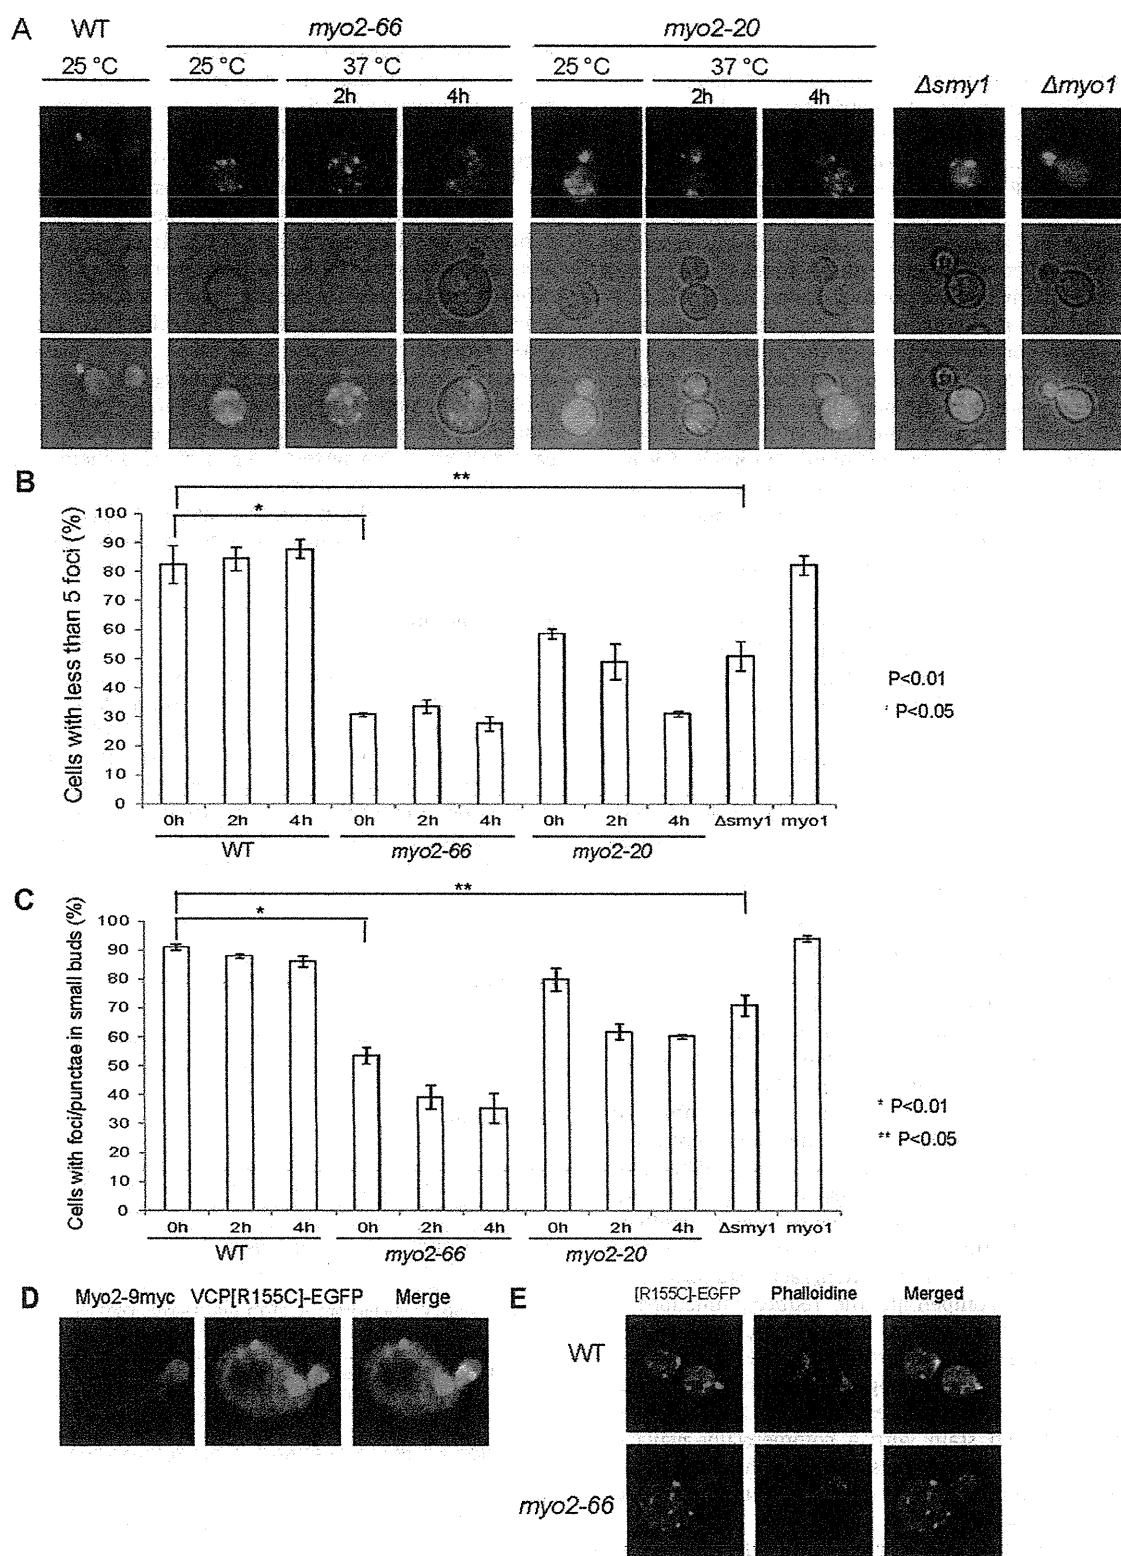 A WT myo2-66 myo2-20
25 °C 25 °C 37 °C 25 °C 37 °C Δsmy1 Δmyo1
2h 4h 2h 4h
B
**
*
Cells with less than 5 foci (%)
100
90
80
70
60
50
40
30
20
10
0
P<0.01
P<0.05
0h 2h 4h 0h 2h 4h 0h 2h 4h Δsmy1 myo1
WT myo2-66 myo2-20
C
**
*
Cells with foci/punctae in small buds (%)
100
90
80
70
60
50
40
30
20
10
0
* P<0.01
** P<0.05
0h 2h 4h 0h 2h 4h 0h 2h 4h Δsmy1 myo1
WT myo2-66 myo2-20
D Myo2-9myc VCP[R155C]-EGFP Merge
E [R155C]-EGFP Phalloidine Merged
WT
myo2-66